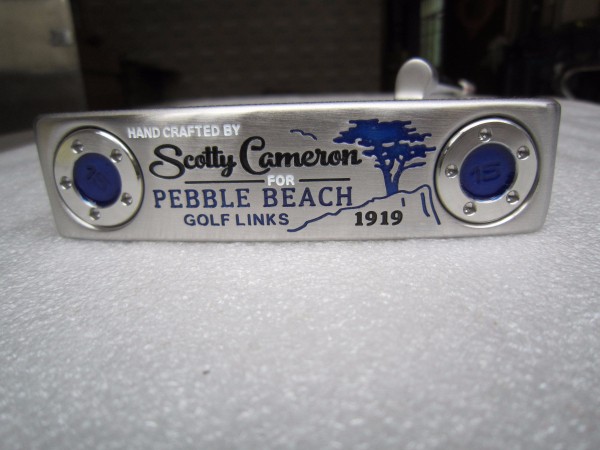 HAND CRAFTED BY
Scotty Cameron
FOR
PEBBLE BEACH
GOLF LINKS
1919
15